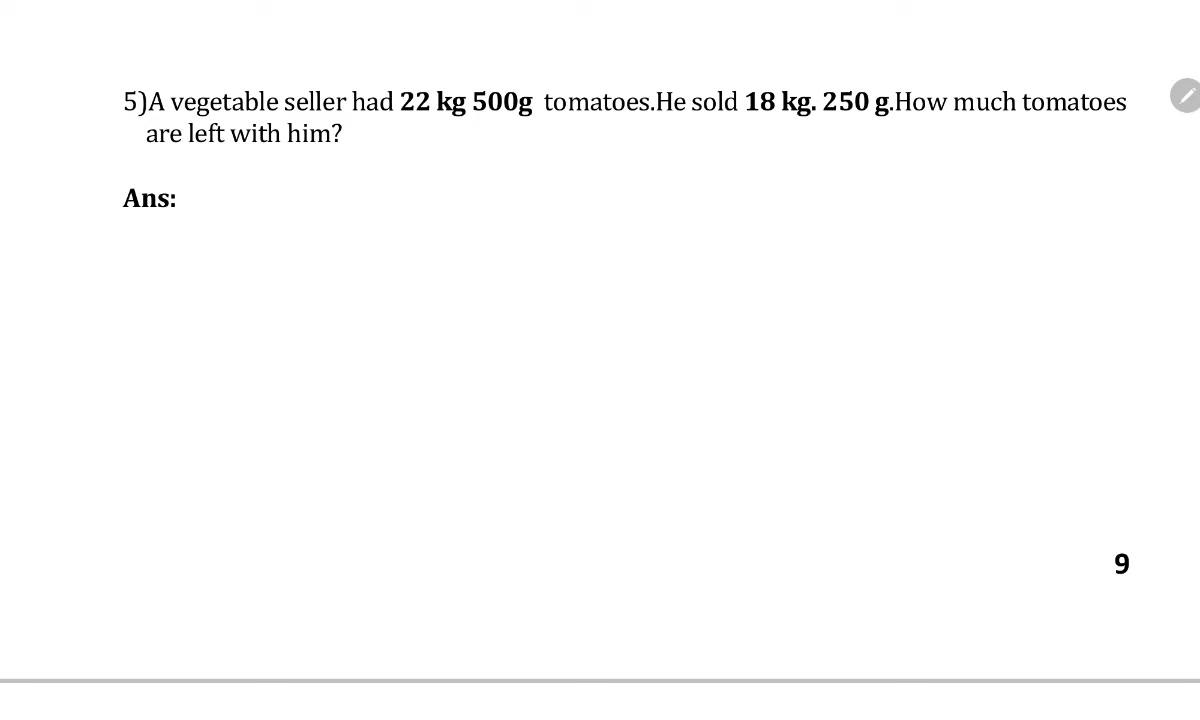 5)A vegetable seller had 22 kg 500g  tomatoes.He sold 18 kg. 250 g.How much tomatoes
are left with him?
Ans:
9